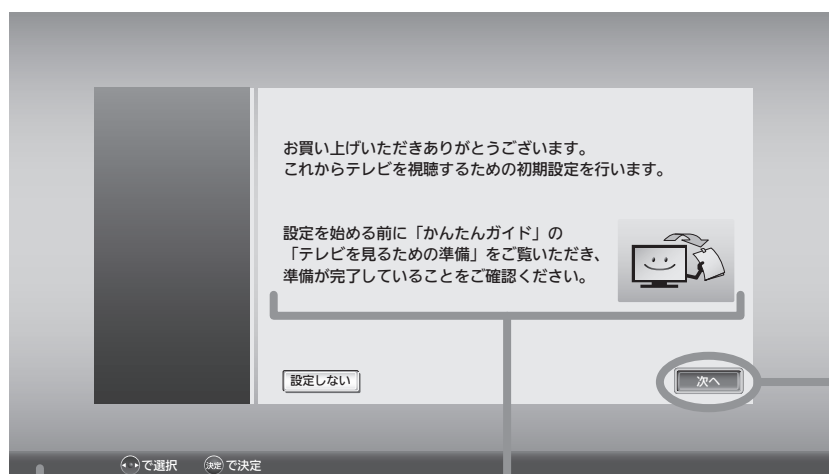 お買い上げいただきありがとうございます。
これからテレビを視聴するための初期設定を行います。
設定を始める前に「かんたんガイド」の
「テレビを見るための準備」をご覧いただき、
準備が完了していることをご確認ください。
設定しない
次へ
で選択 決定 で決定